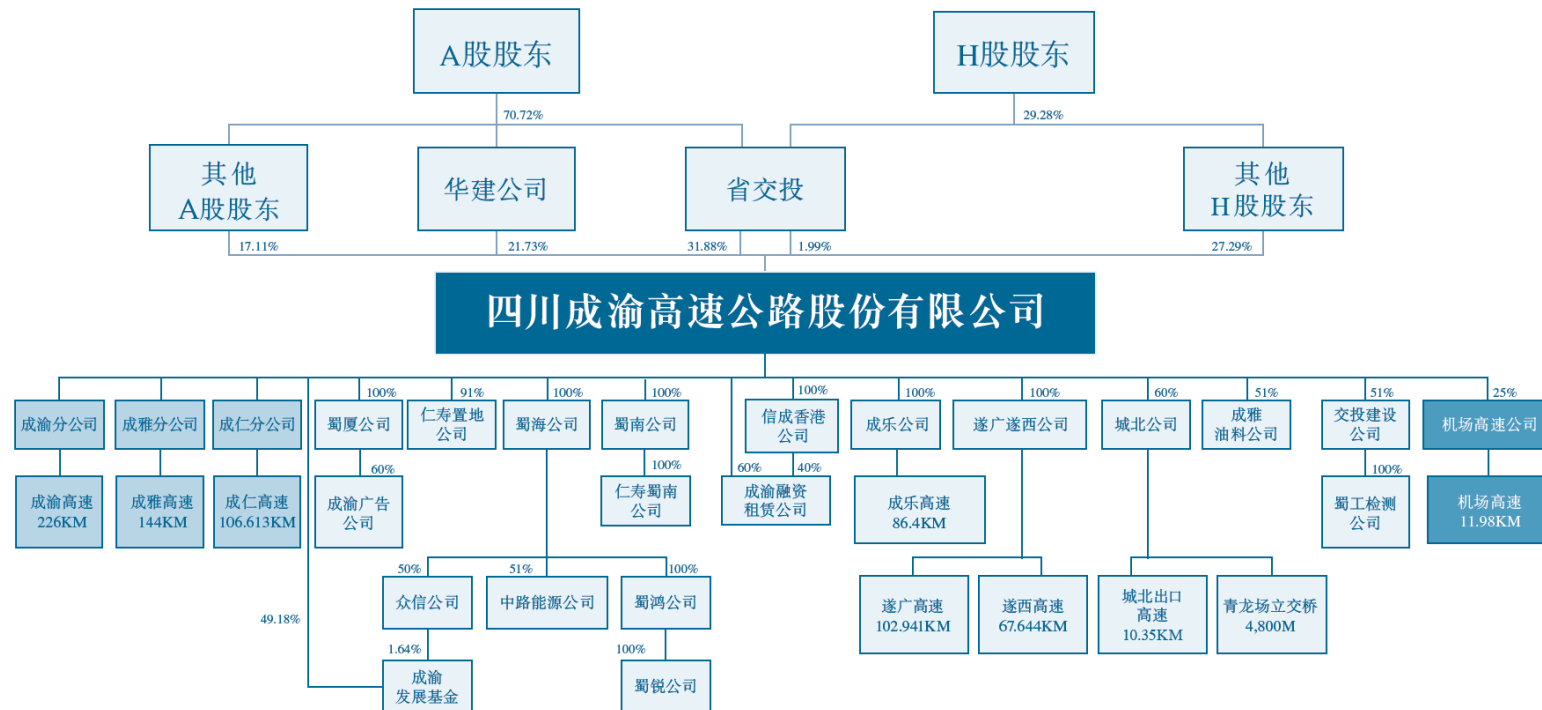 A股股东
H股股东
70.72%
29.28%
其他
A股股东
华建公司
省交投
其他
H股股东
17.11%
21.73%
31.88%
1.99%
27.29%
四川成渝高速公路股份有限公司
100%
91%
100%
100%
100%
100%
100%
60%
51%
51%
25%
成渝分公司
成雅分公司
成仁分公司
蜀厦公司
仁寿置地
公司
蜀海公司
蜀南公司
信成香港
公司
成乐公司
遂广遂西公司
城北公司
成雅
油料公司
交投建设
公司
机场高速公司
60%
100%
60%
40%
100%
成渝高速
226KM
成雅高速
144KM
成仁高速
106.613KM
成渝广告
公司
仁寿蜀南
公司
成渝融资
租赁公司
成乐高速
86.4KM
蜀工检测
公司
机场高速
11.98KM
50%
51%
100%
众信公司
中路能源公司
蜀鸿公司
遂广高速
102.941KM
遂西高速
67.644KM
城北出口
高速
10.35KM
青龙场立交桥
4,800M
49.18%
1.64%
100%
成渝
发展基金
蜀锐公司